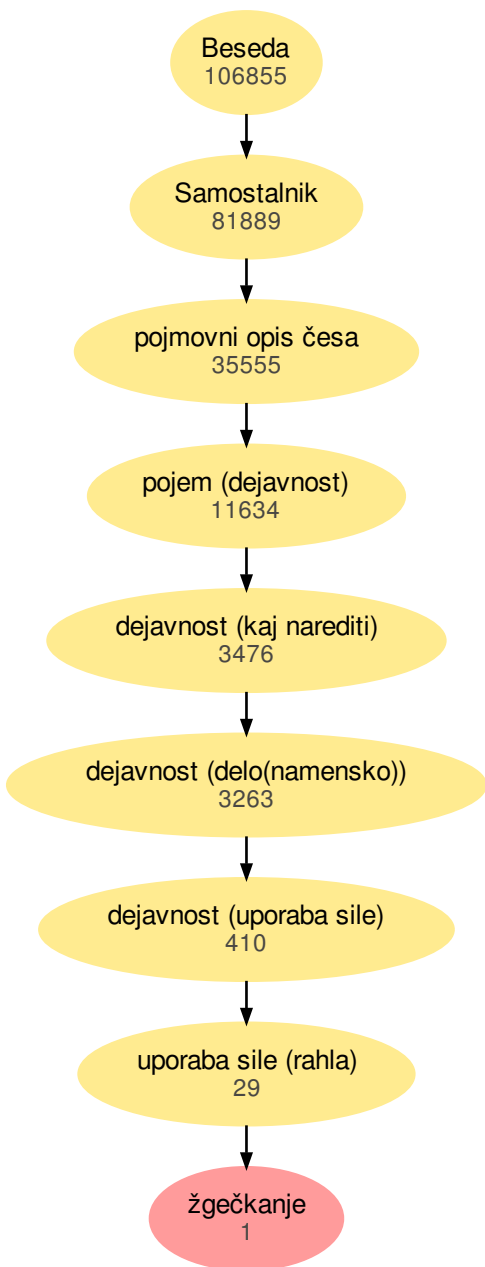 Beseda
106855
Samostalnik
81889
pojmovni opis česa
35555
pojem (dejavnost)
11634
dejavnost (kaj narediti)
3476
dejavnost (delo(namensko))
3263
dejavnost (uporaba sile)
410
uporaba sile (rahla)
29
žgečkanje
1